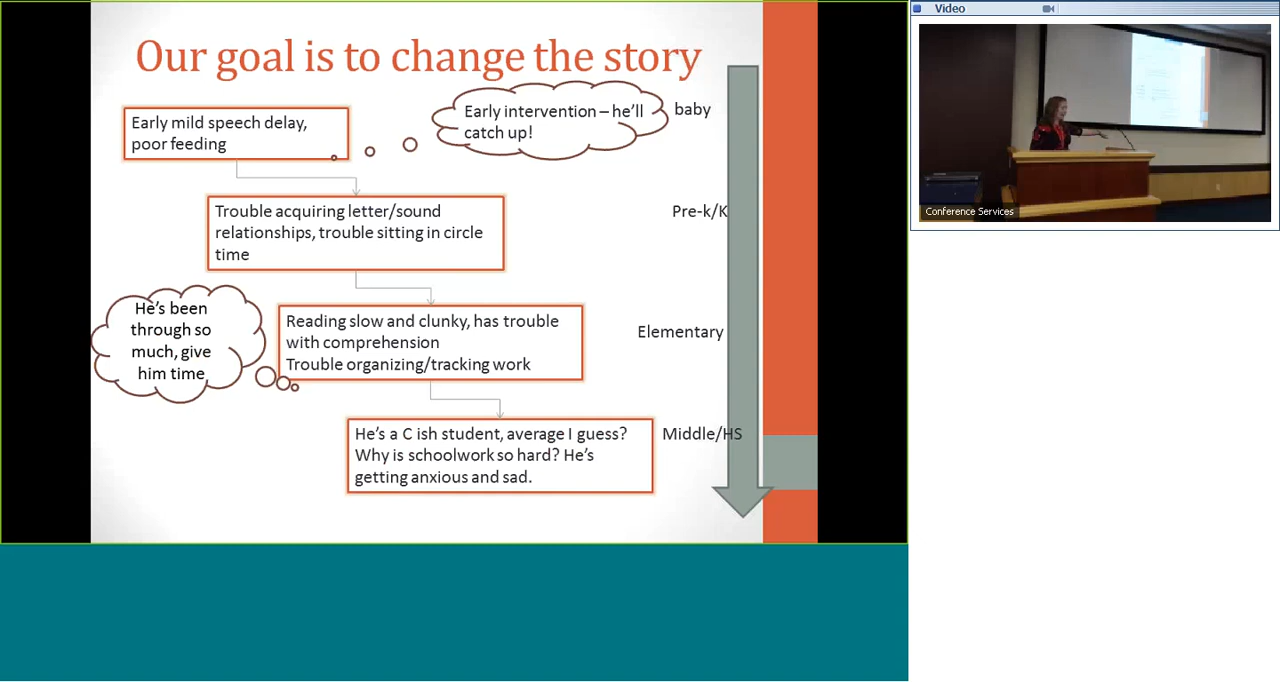 Our goal is to change the story
Early mild speech delay,
poor feeding
Early intervention – he'll
catch up!
baby
Trouble acquiring letter/sound
relationships, trouble sitting in circle
time
Pre-k/K
He's been
through so
much, give
him time
Reading slow and clunky, has trouble
with comprehension
Trouble organizing/tracking work
Elementary
He's a C ish student, average I guess?
Why is schoolwork so hard? He's
getting anxious and sad.
Middle/HS
Video
Conference Services